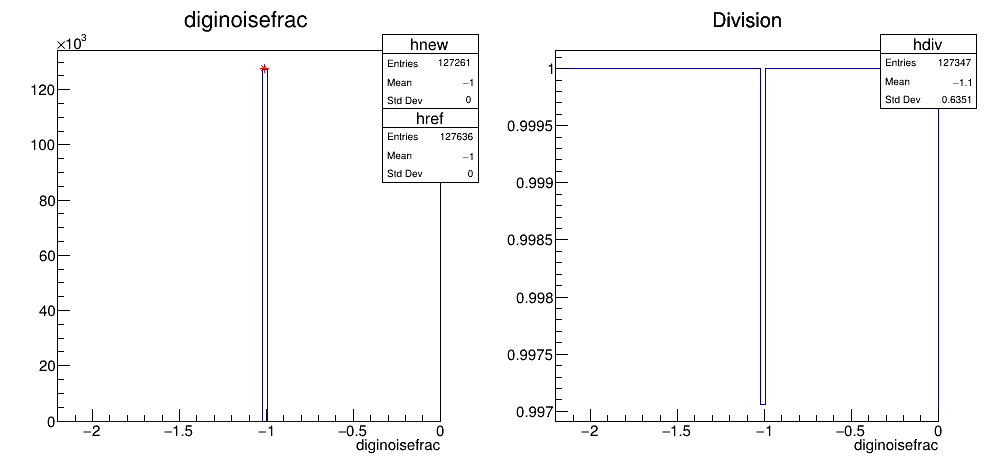 diginoisefrac
×10³
120
100
80
60
40
20
0
−2
−1.5
−1
−0.5
0
diginoisefrac
hnew
Entries 127261
Mean −1
Std Dev 0
href
Entries 127636
Mean −1
Std Dev 0
Division
1
0.9995
0.999
0.9985
0.998
0.9975
0.997
−2
−1.5
−1
−0.5
0
diginoisefrac
hdiv
Entries 127347
Mean −1.1
Std Dev 0.6351